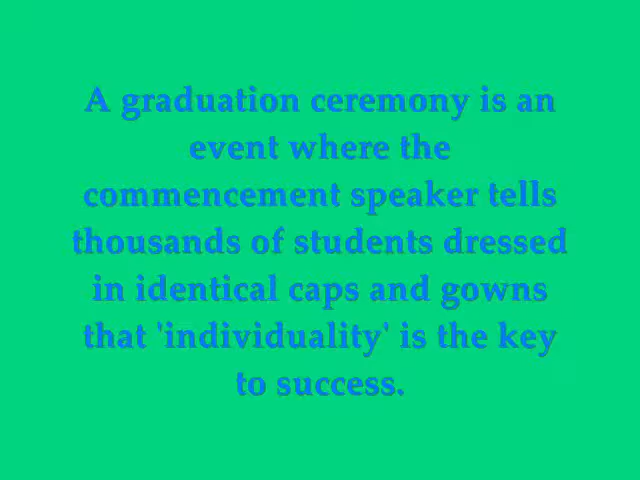 A graduation ceremony is an
event where the
commencement speaker tells
thousands of students dressed
in identical caps and gowns
that 'individuality' is the key
to success.